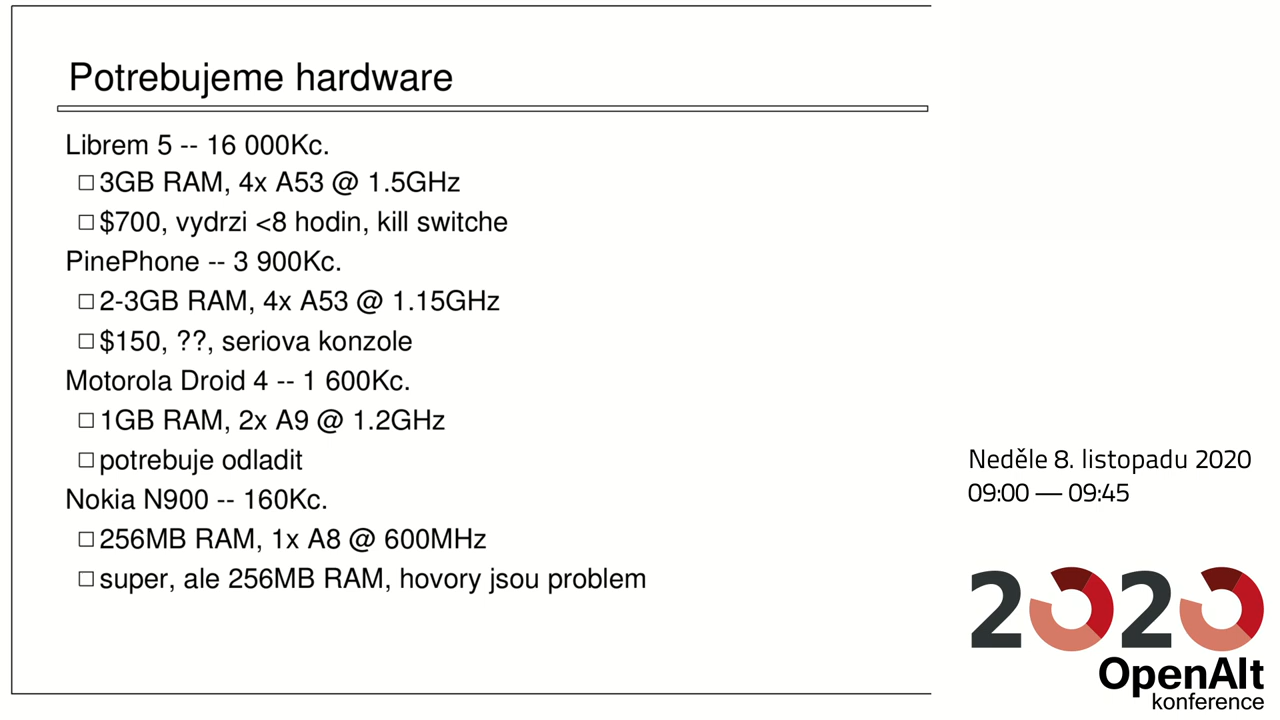 Potrebujeme hardware
Librem 5 -- 16 000Kc.
3GB RAM, 4x A53 @ 1.5GHz
$700, vydrzi <8 hodin, kill switche
PinePhone -- 3 900Kc.
2-3GB RAM, 4x A53 @ 1.15GHz
$150, ??, seriova konzole
Motorola Droid 4 -- 1 600Kc.
1GB RAM, 2x A9 @ 1.2GHz
potrebuje odladit
Nokia N900 -- 160Kc.
256MB RAM, 1x A8 @ 600MHz
super, ale 256MB RAM, hovory jsou problem
Neděle 8. listopadu 2020
09:00 — 09:45
2020
OpenAlt
konference